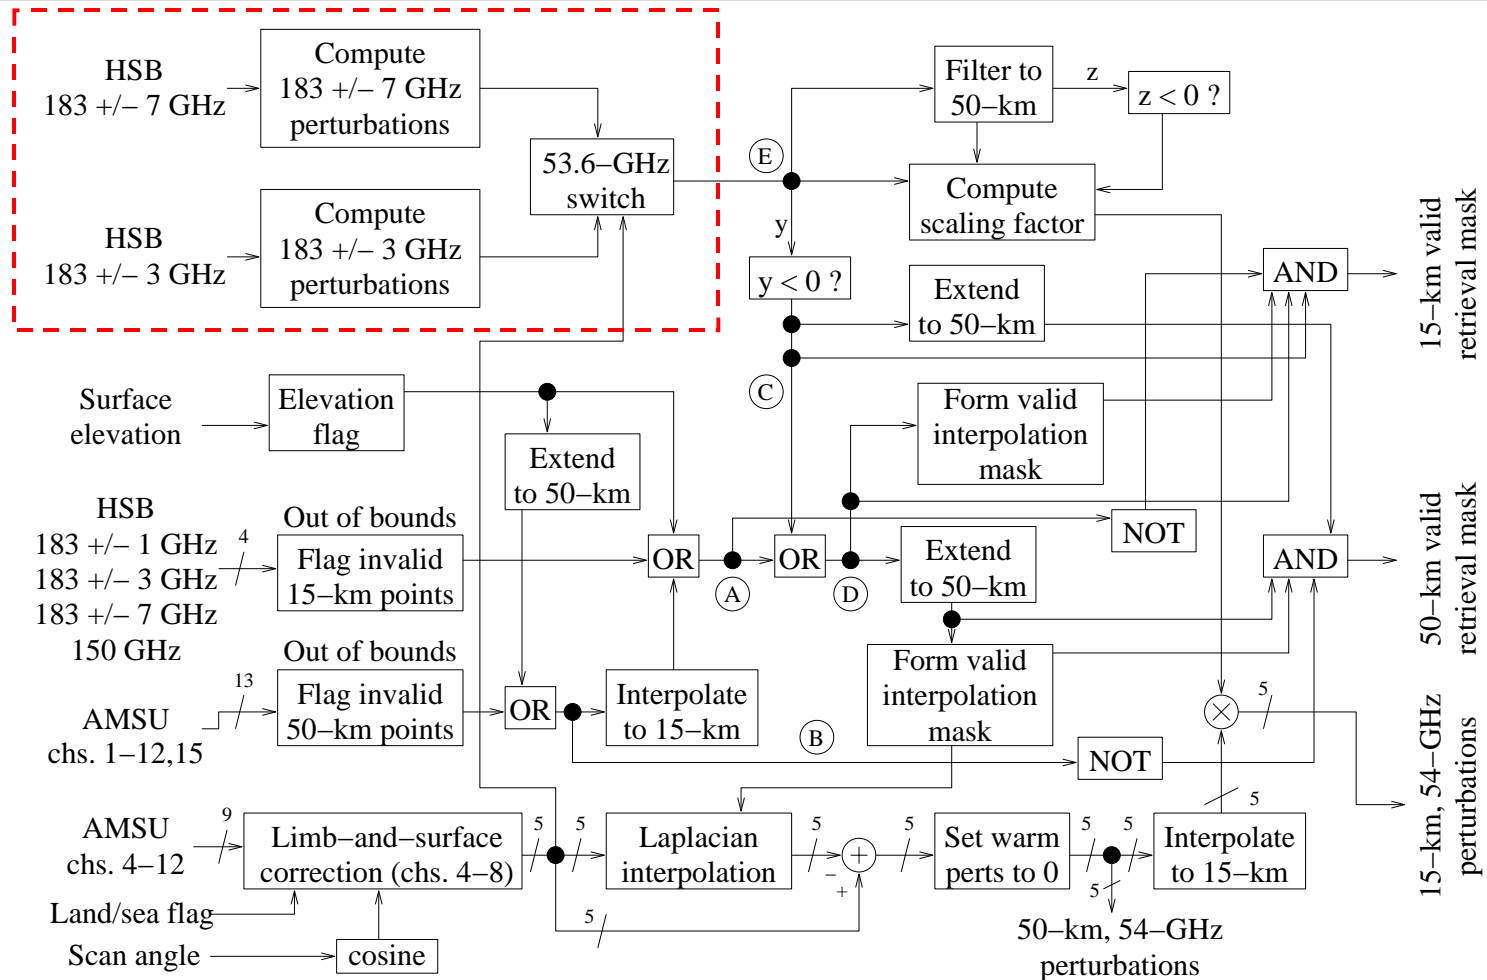 HSB
183 +/− 7 GHz
Compute
183 +/− 7 GHz
perturbations
53.6−GHz
switch
HSB
183 +/− 3 GHz
Compute
183 +/− 3 GHz
perturbations
E
Filter to
50−km
z
z < 0 ?
Compute
scaling factor
y
y < 0 ?
Extend
to 50−km
AND
15−km valid
retrieval mask
C
Surface
elevation
Elevation
flag
Extend
to 50−km
Form valid
interpolation
mask
HSB
183 +/− 1 GHz
183 +/− 3 GHz
183 +/− 7 GHz
150 GHz
4
Out of bounds
Flag invalid
15−km points
OR
A
OR
D
Extend
to 50−km
NOT
AND
50−km valid
retrieval mask
AMSU
chs. 1−12,15
13
Out of bounds
Flag invalid
50−km points
OR
Interpolate
to 15−km
B
Form valid
interpolation
mask
NOT
×
5
15−km, 54−GHz
perturbations
AMSU
chs. 4−12
9
Limb−and−surface
correction (chs. 4−8)
5
5
Laplacian
interpolation
5
−
+
+
5
5
Set warm
perts to 0
5
5
5
Interpolate
to 15−km
5
50−km, 54−GHz
perturbations
Land/sea flag
Scan angle
cosine